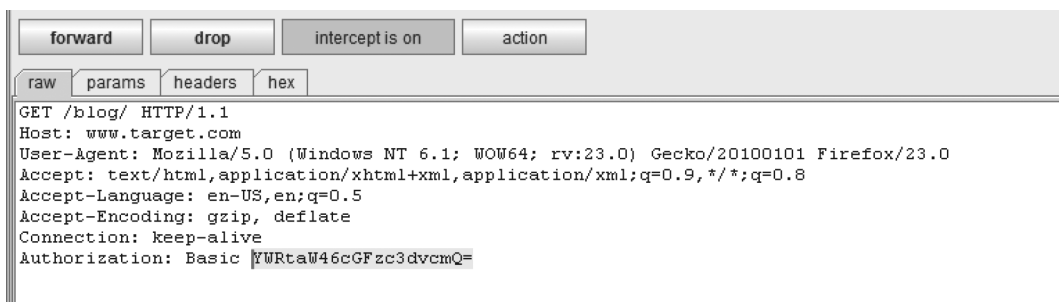 forward drop intercept is on action
raw params headers hex
GET /blog/ HTTP/1.1
Host: www.target.com
User-Agent: Mozilla/5.0 (Windows NT 6.1; WOW64; rv:23.0) Gecko/20100101 Firefox/23.0
Accept: text/html,application/xhtml+xml,application/xml;q=0.9,*/*;q=0.8
Accept-Language: en-US,en;q=0.5
Accept-Encoding: gzip, deflate
Connection: keep-alive
Authorization: Basic YWRtaW46cGFzc3dvcmQ=